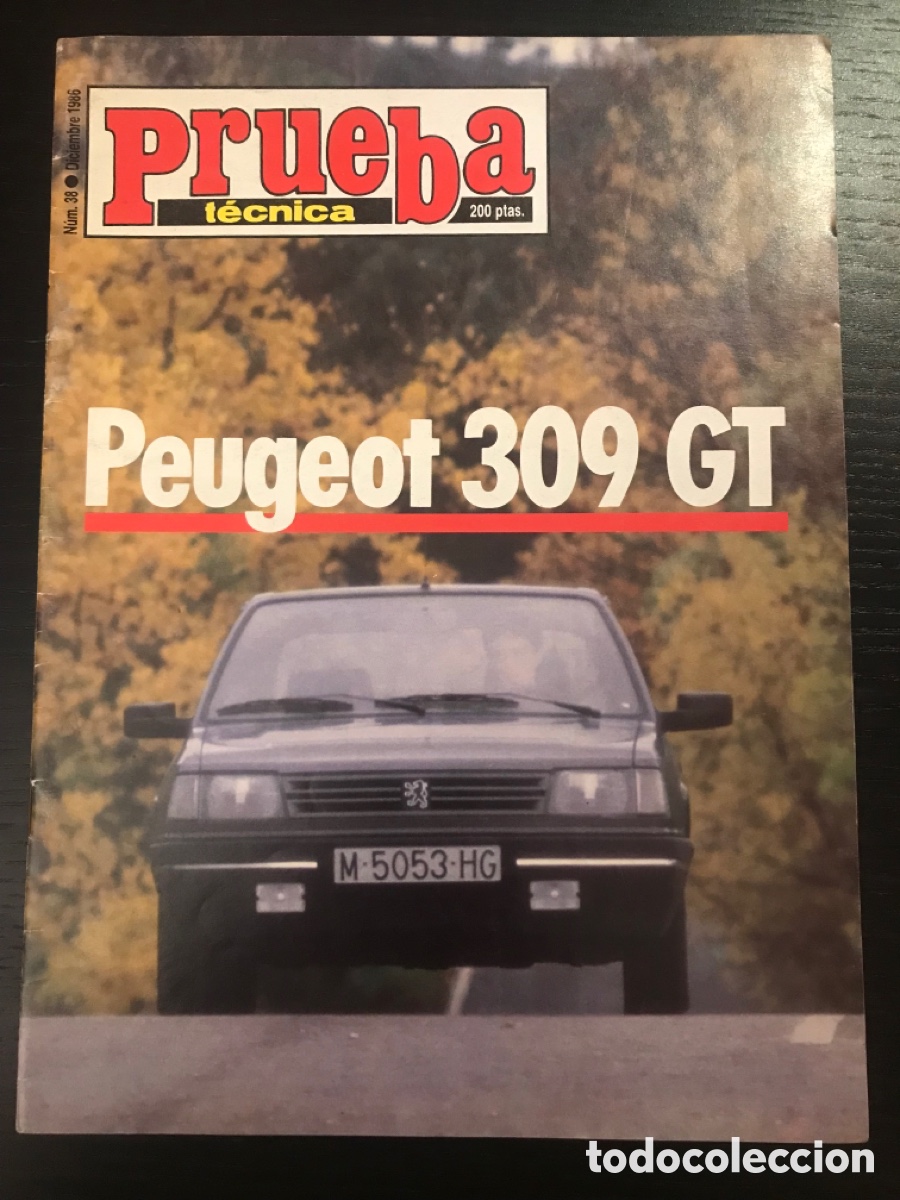 Núm. 38 ● Diciembre 1986
Prueba
técnica
200 ptas.
Peugeot 309 GT
M-5053-HG
todocoleccion